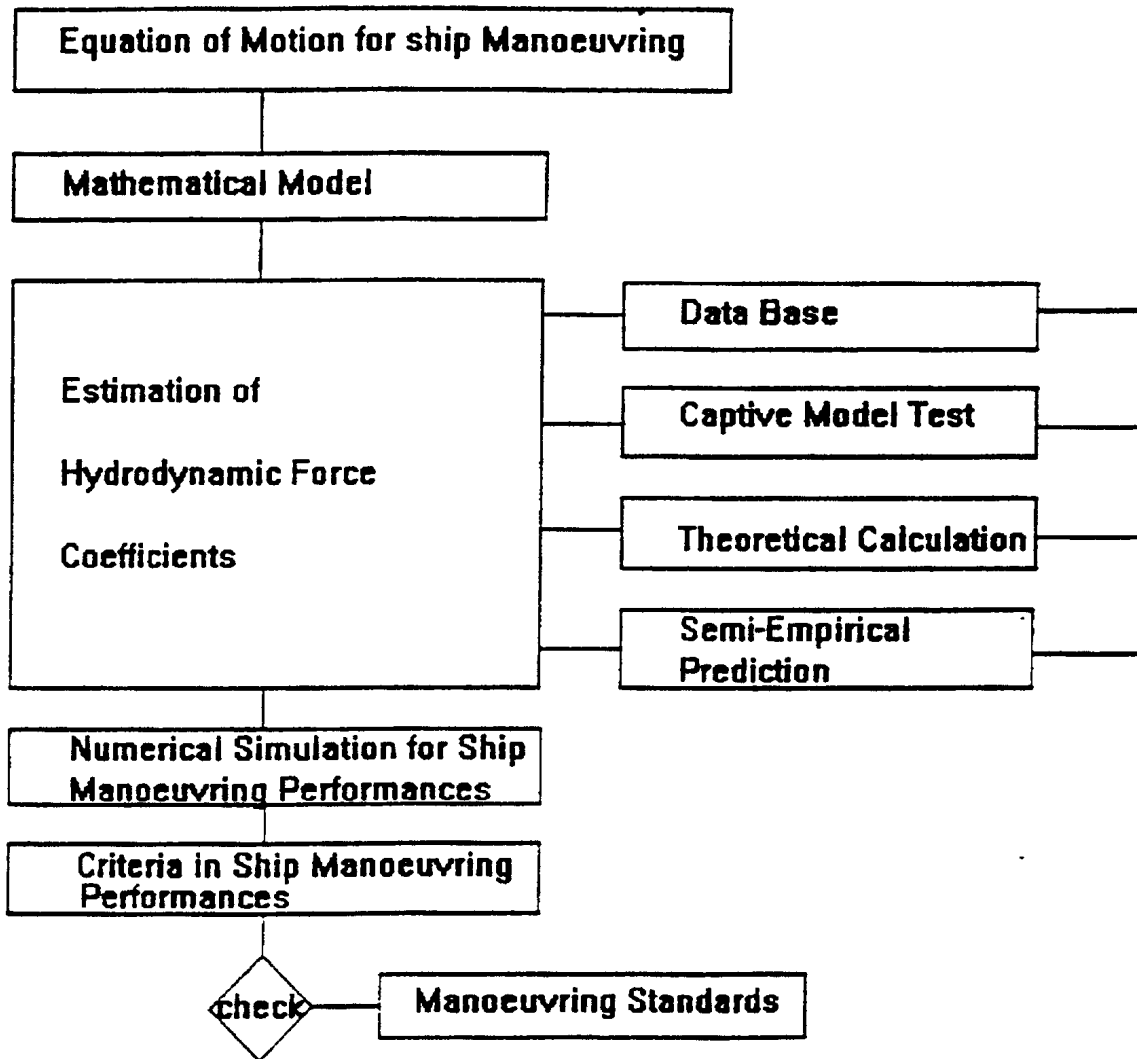 Equation of Motion for ship Manoeuvring
Mathematical Model
Estimation of
Hydrodynamic Force
Coefficients
Data Base
Captive Model Test
Theoretical Calculation
Semi-Empirical
Prediction
Numerical Simulation for Ship
Manoeuvring Performances
Criteria in Ship Manoeuvring
Performances
check
Manoeuvring Standards